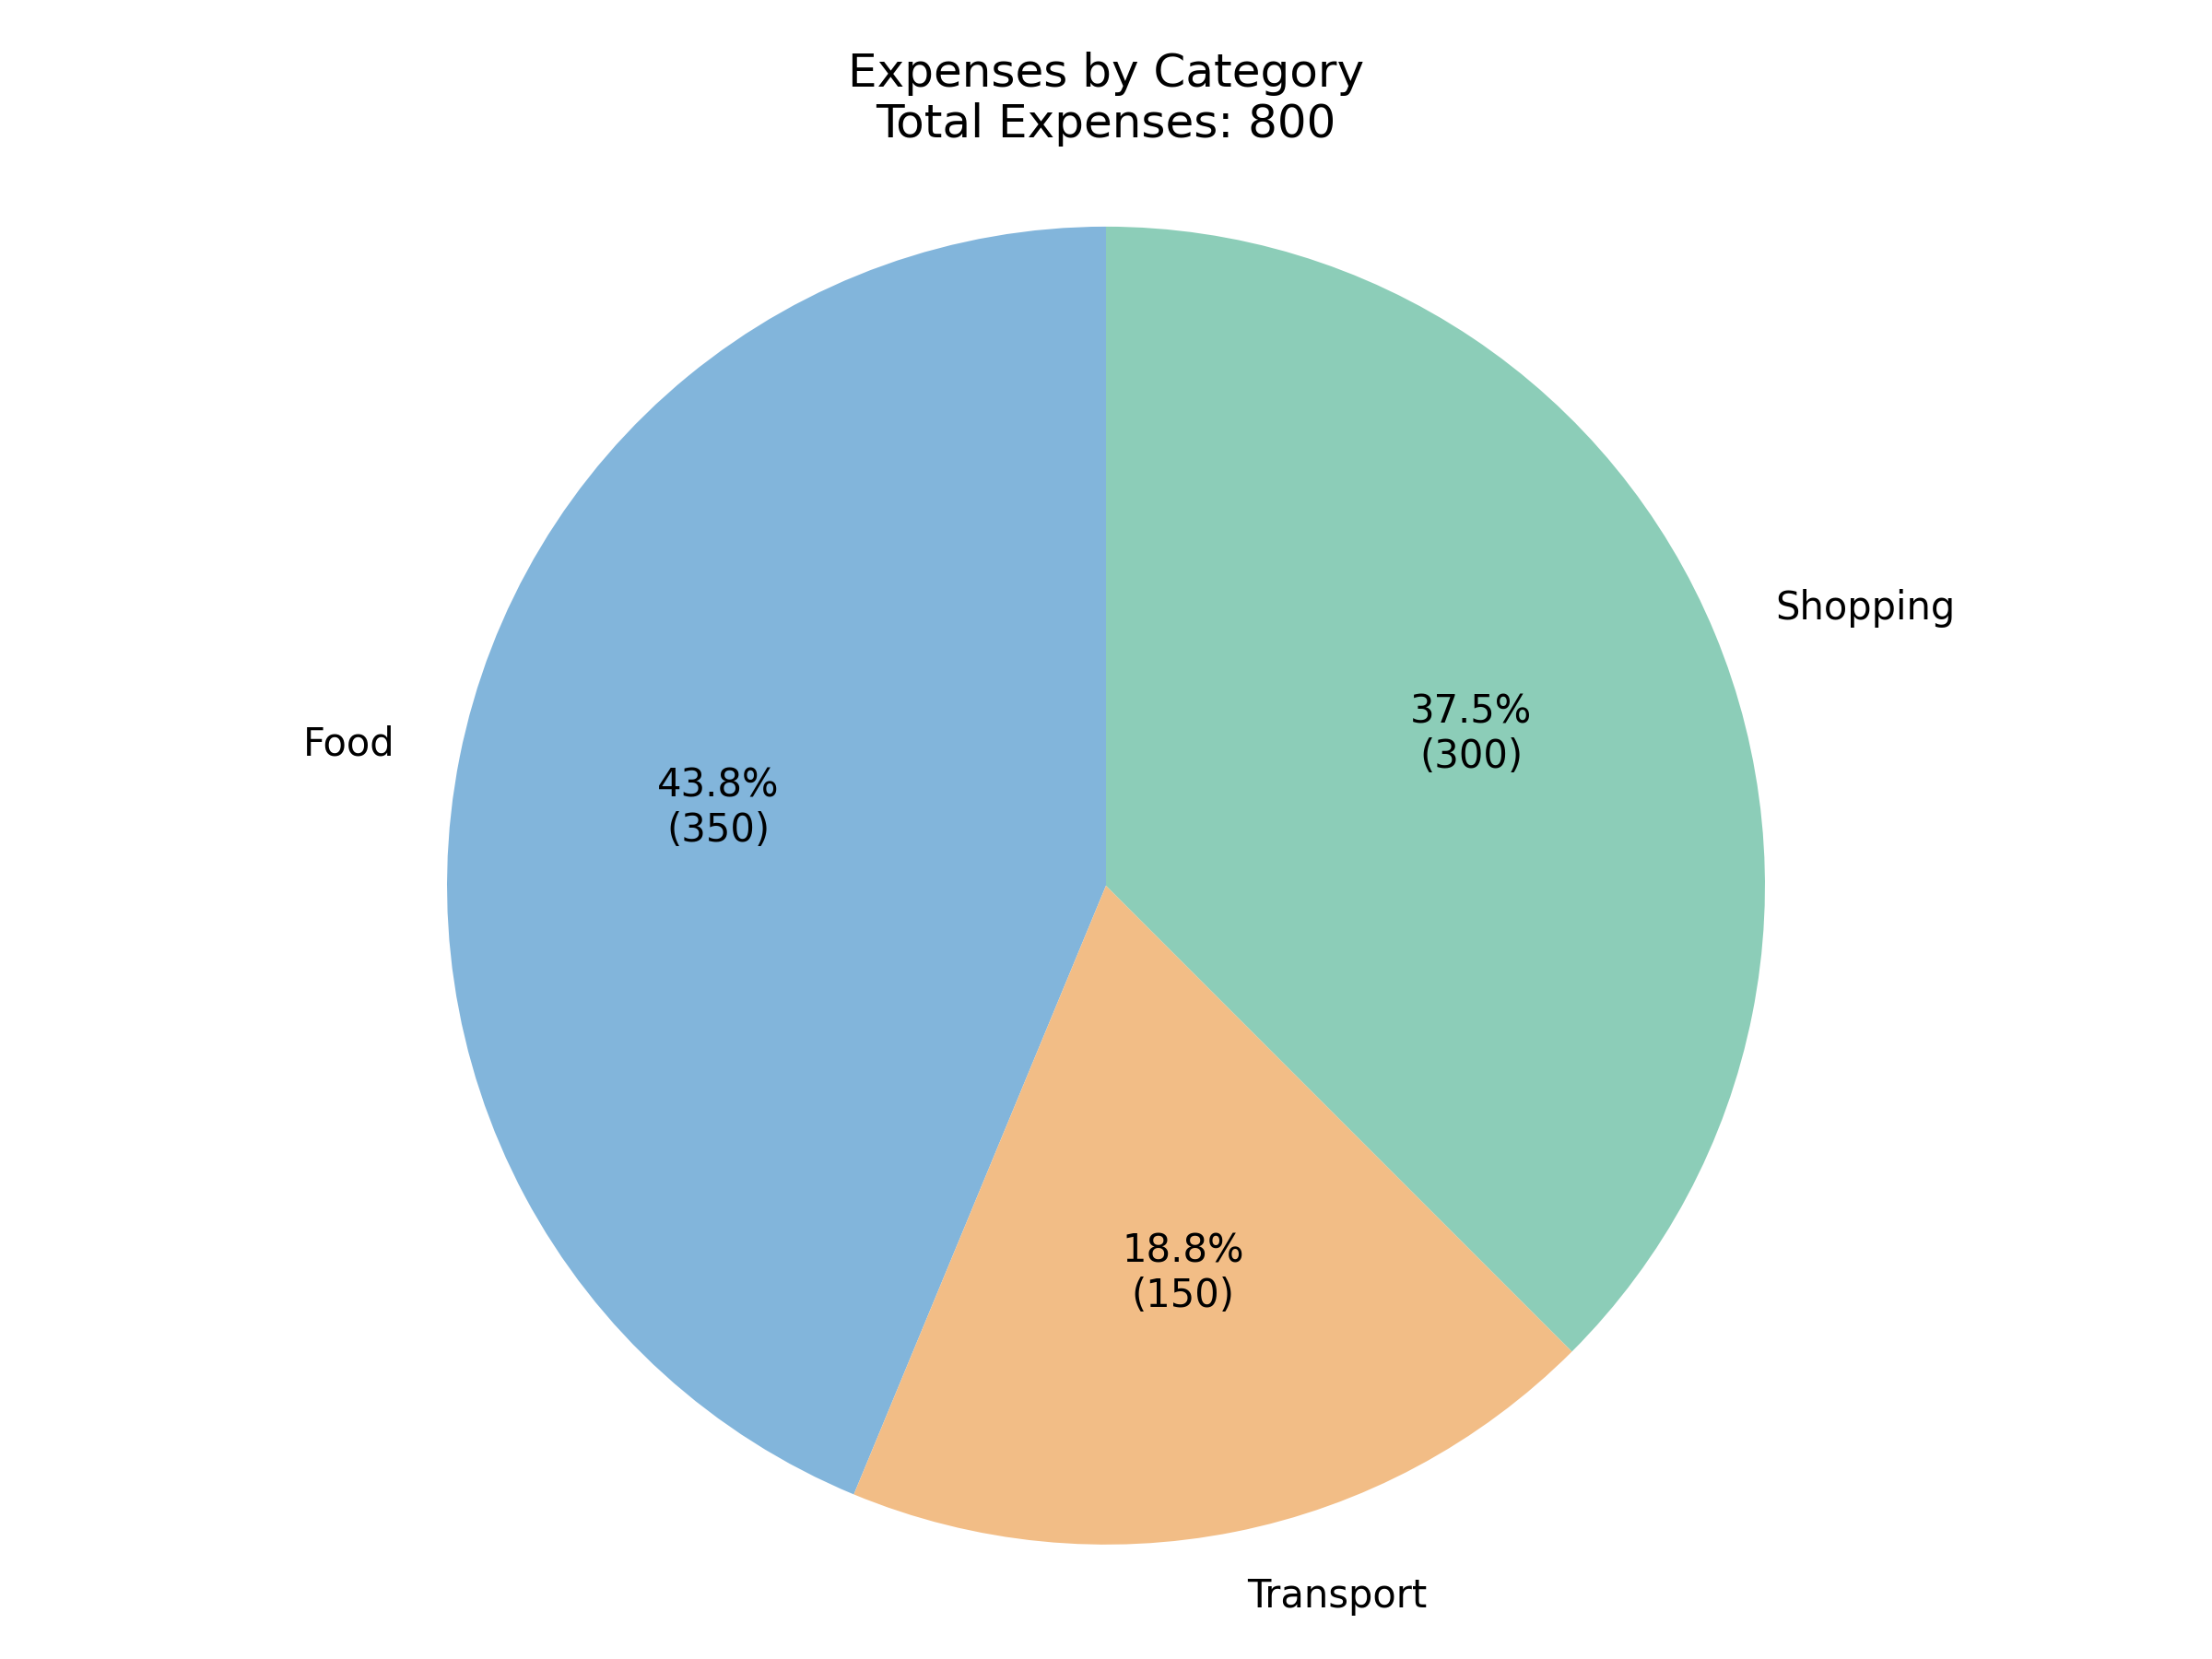 Expenses by Category
Total Expenses: 800
Shopping
37.5%
(300)
Food
43.8%
(350)
18.8%
(150)
Transport